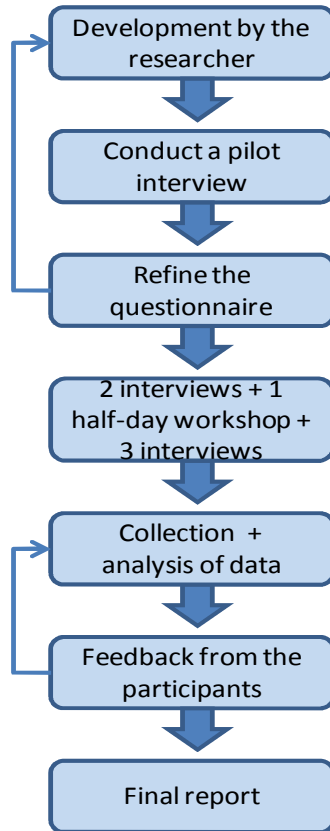 Development by the
researcher
Conduct a pilot
interview
Refine the
questionnaire
2 interviews + 1
half-day workshop +
3 interviews
Collection +
analysis of data
Feedback from the
participants
Final report